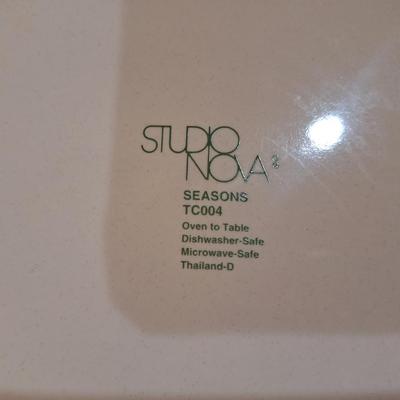 STUDIO
NOVA
SEASONS
TC004
Oven to Table
Dishwasher-Safe
Microwave-Safe
Thailand-D